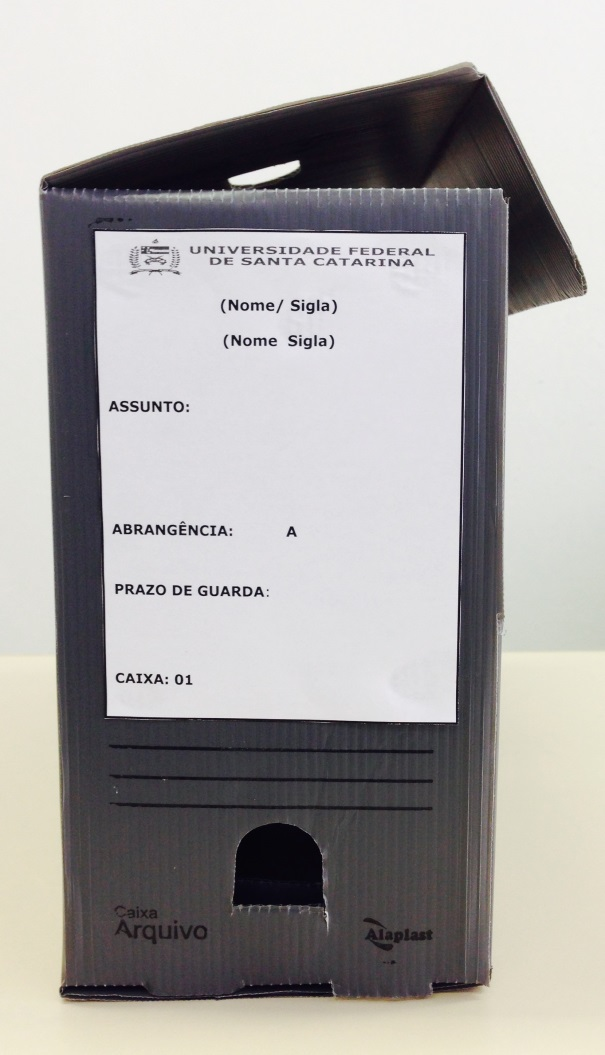 UNIVERSIDADE FEDERAL
DE SANTA CATARINA
(Nome/ Sigla)
(Nome Sigla)
ASSUNTO:
ABRANGÊNCIA: A
PRAZO DE GUARDA:
CAIXA: 01
Caixa
Arquivo
Alaplast